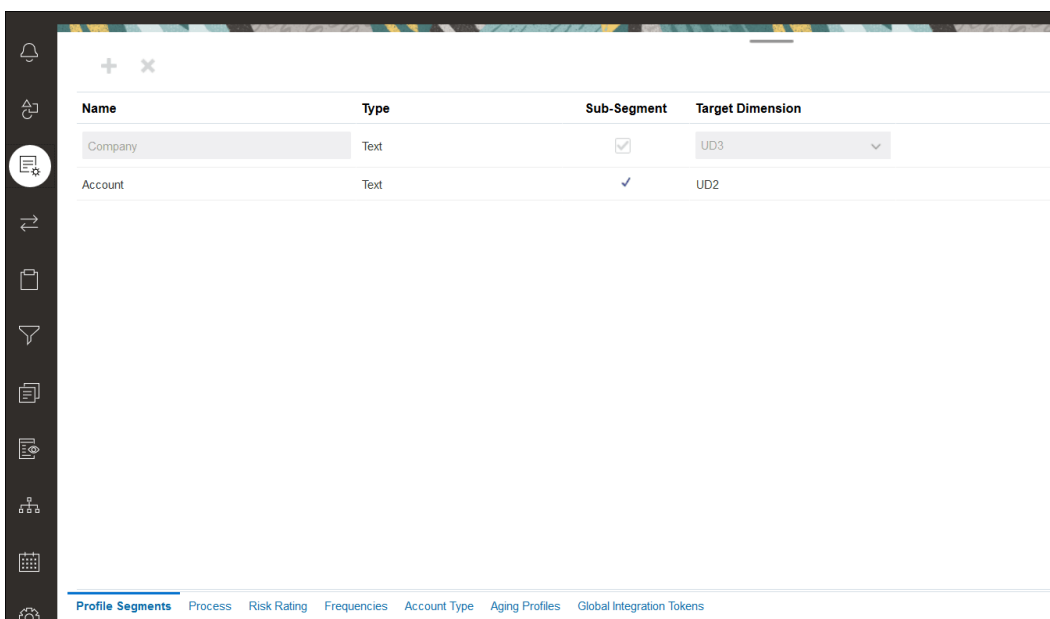 Name Type Sub-Segment Target Dimension
Company Text UD3
Account Text UD2
Profile Segments Process Risk Rating Frequencies Account Type Aging Profiles Global Integration Tokens